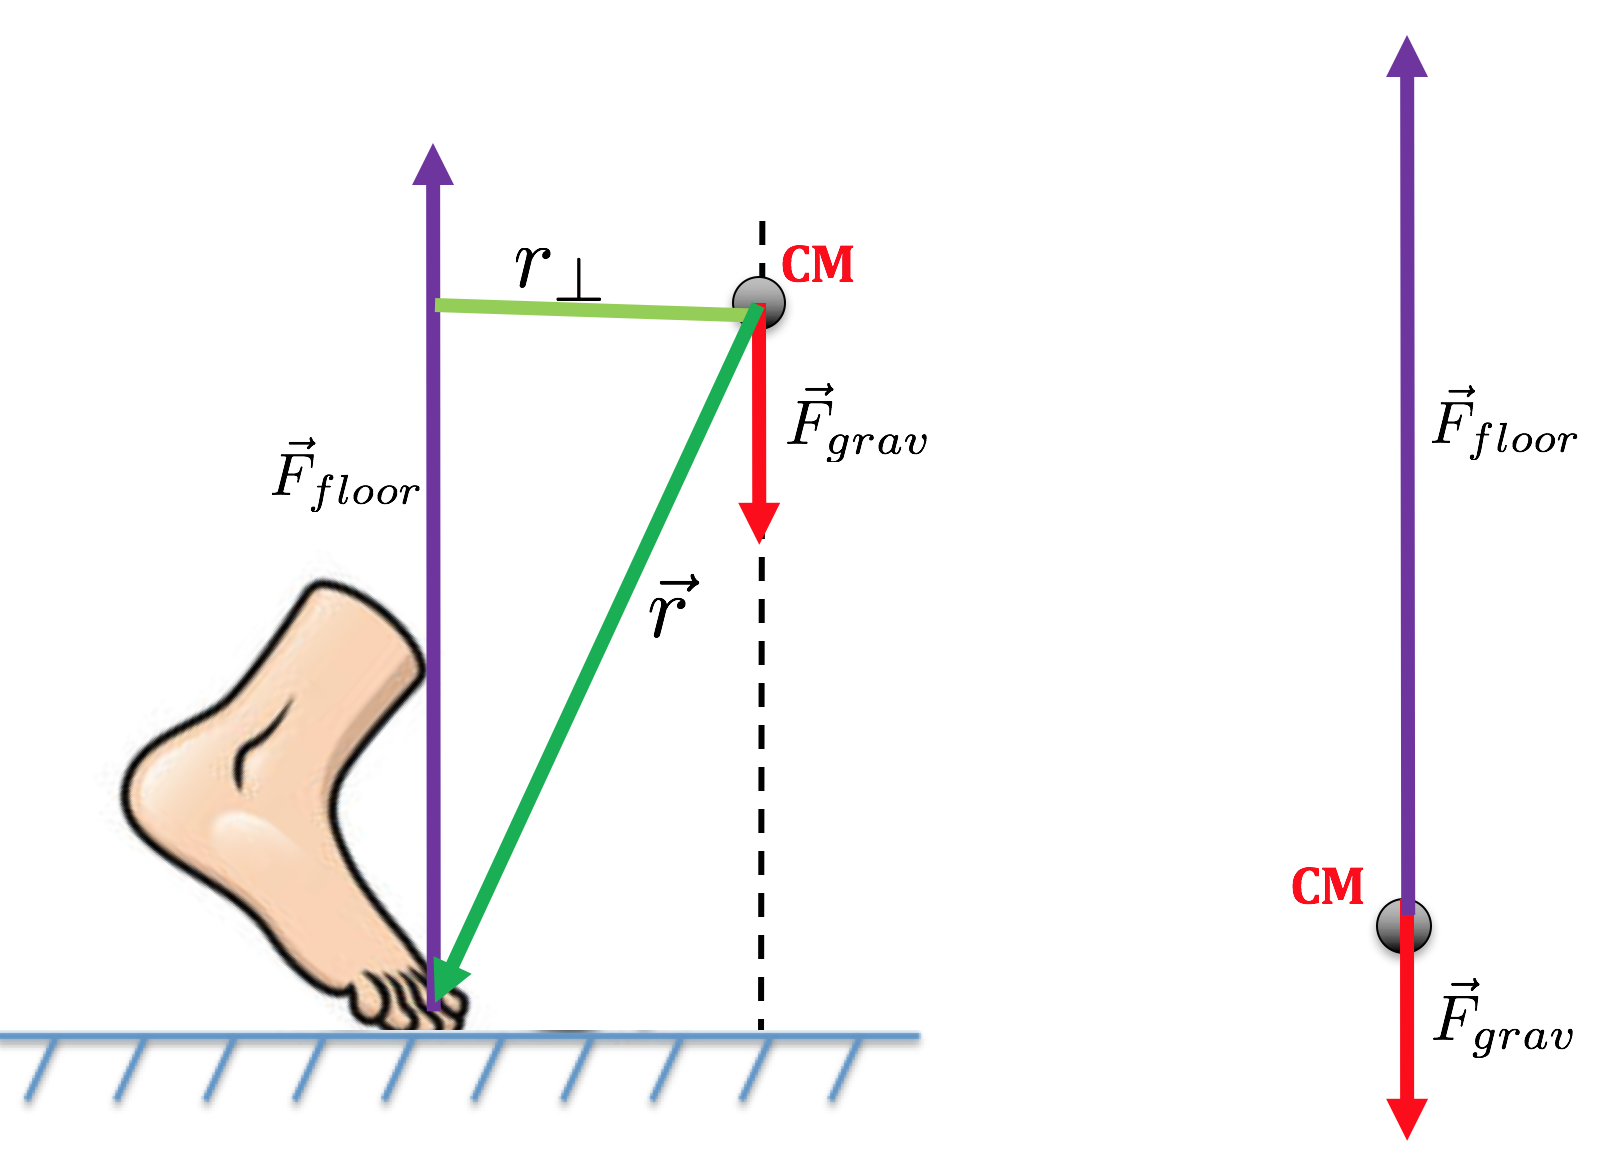 r⊥
CM
F⃗grav
F⃗floor
r⃗
F⃗floor
CM
F⃗grav